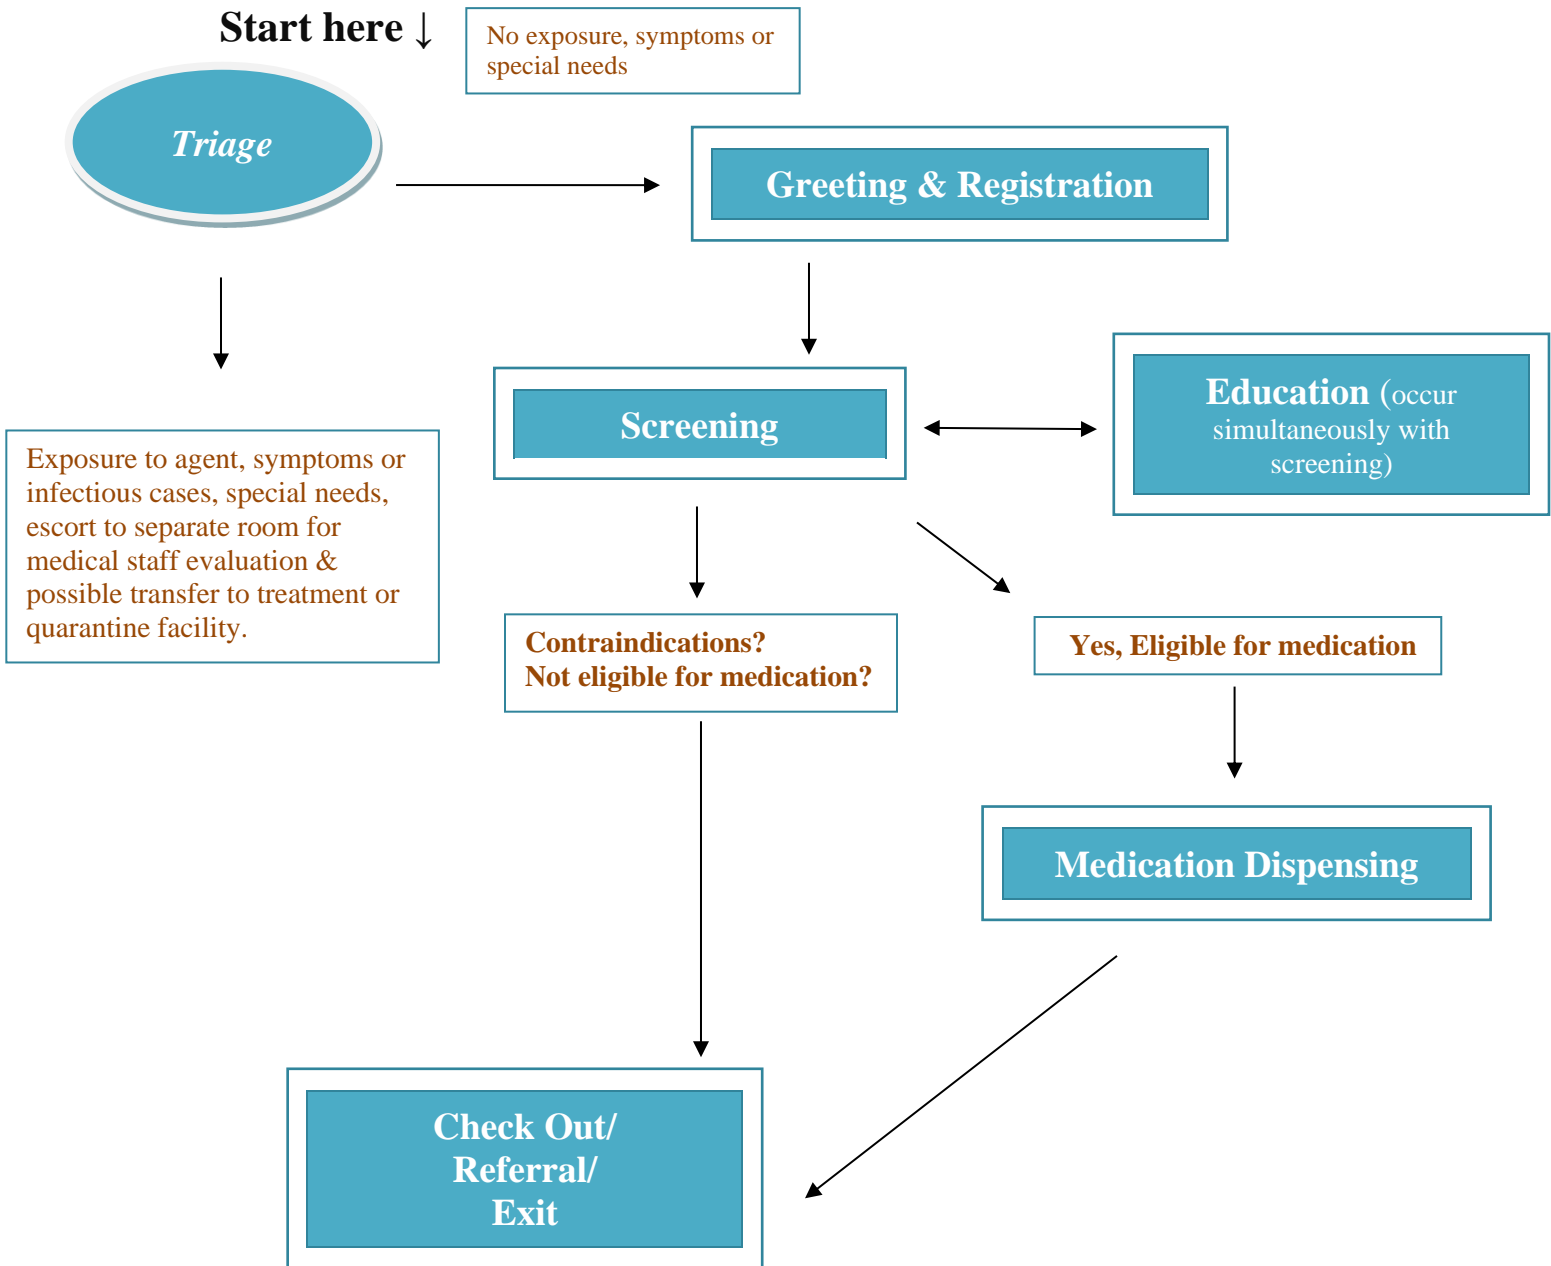 Start here ↓
No exposure, symptoms or
special needs
Triage
Greeting & Registration
Screening
Education (occur
simultaneously with
screening)
Exposure to agent, symptoms or
infectious cases, special needs,
escort to separate room for
medical staff evaluation &
possible transfer to treatment or
quarantine facility.
Contraindications?
Not eligible for medication?
Yes, Eligible for medication
Medication Dispensing
Check Out/
Referral/
Exit